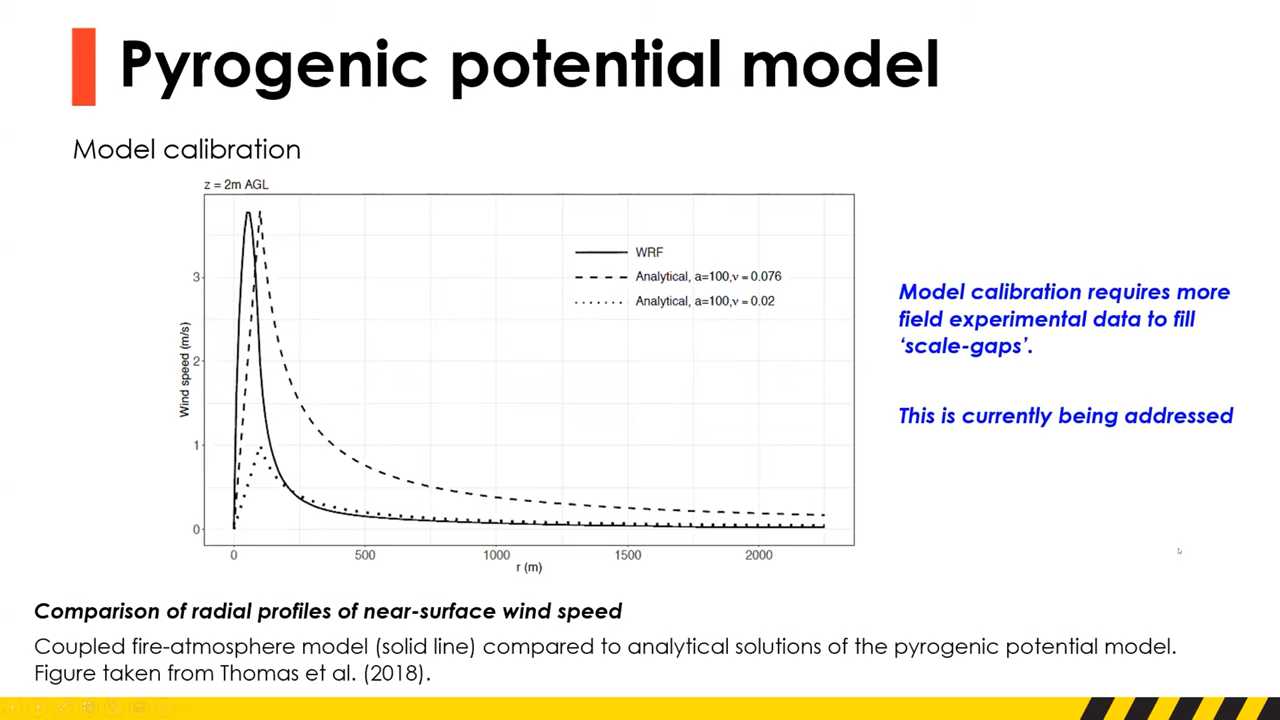 Pyrogenic potential model
Model calibration
z = 2m AGL
3
2
1
0
Wind speed (m/s)
WRF
Analytical, a=100,ν = 0.076
Analytical, a=100,ν = 0.02
0 500 1000 1500 2000
r (m)
Model calibration requires more
field experimental data to fill
‘scale-gaps’.
This is currently being addressed
Comparison of radial profiles of near-surface wind speed
Coupled fire-atmosphere model (solid line) compared to analytical solutions of the pyrogenic potential model.
Figure taken from Thomas et al. (2018).